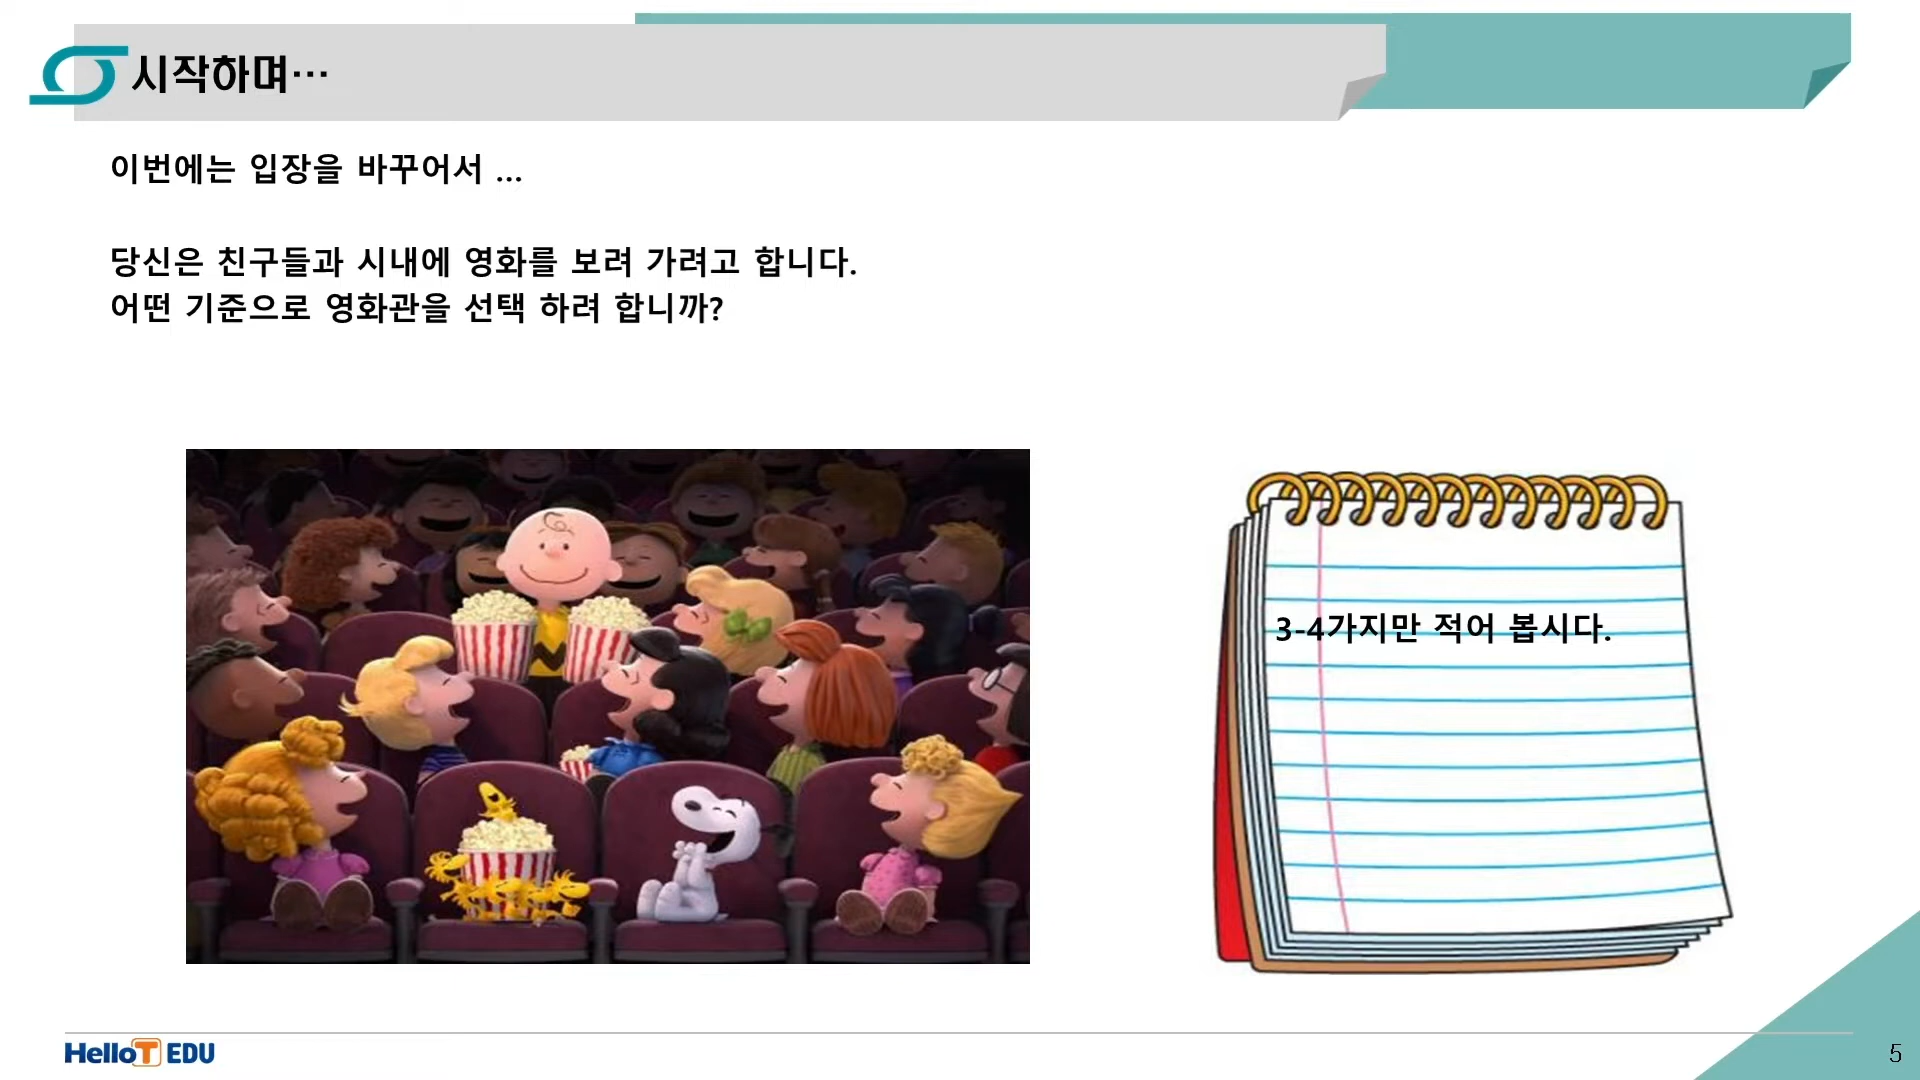 시작하며…
이번에는 입장을 바꾸어서 ...
당신은 친구들과 시내에 영화를 보려 가려고 합니다.
어떤 기준으로 영화관을 선택 하려 합니까?
3-4가지만 적어 봅시다.
HelloT EDU
5